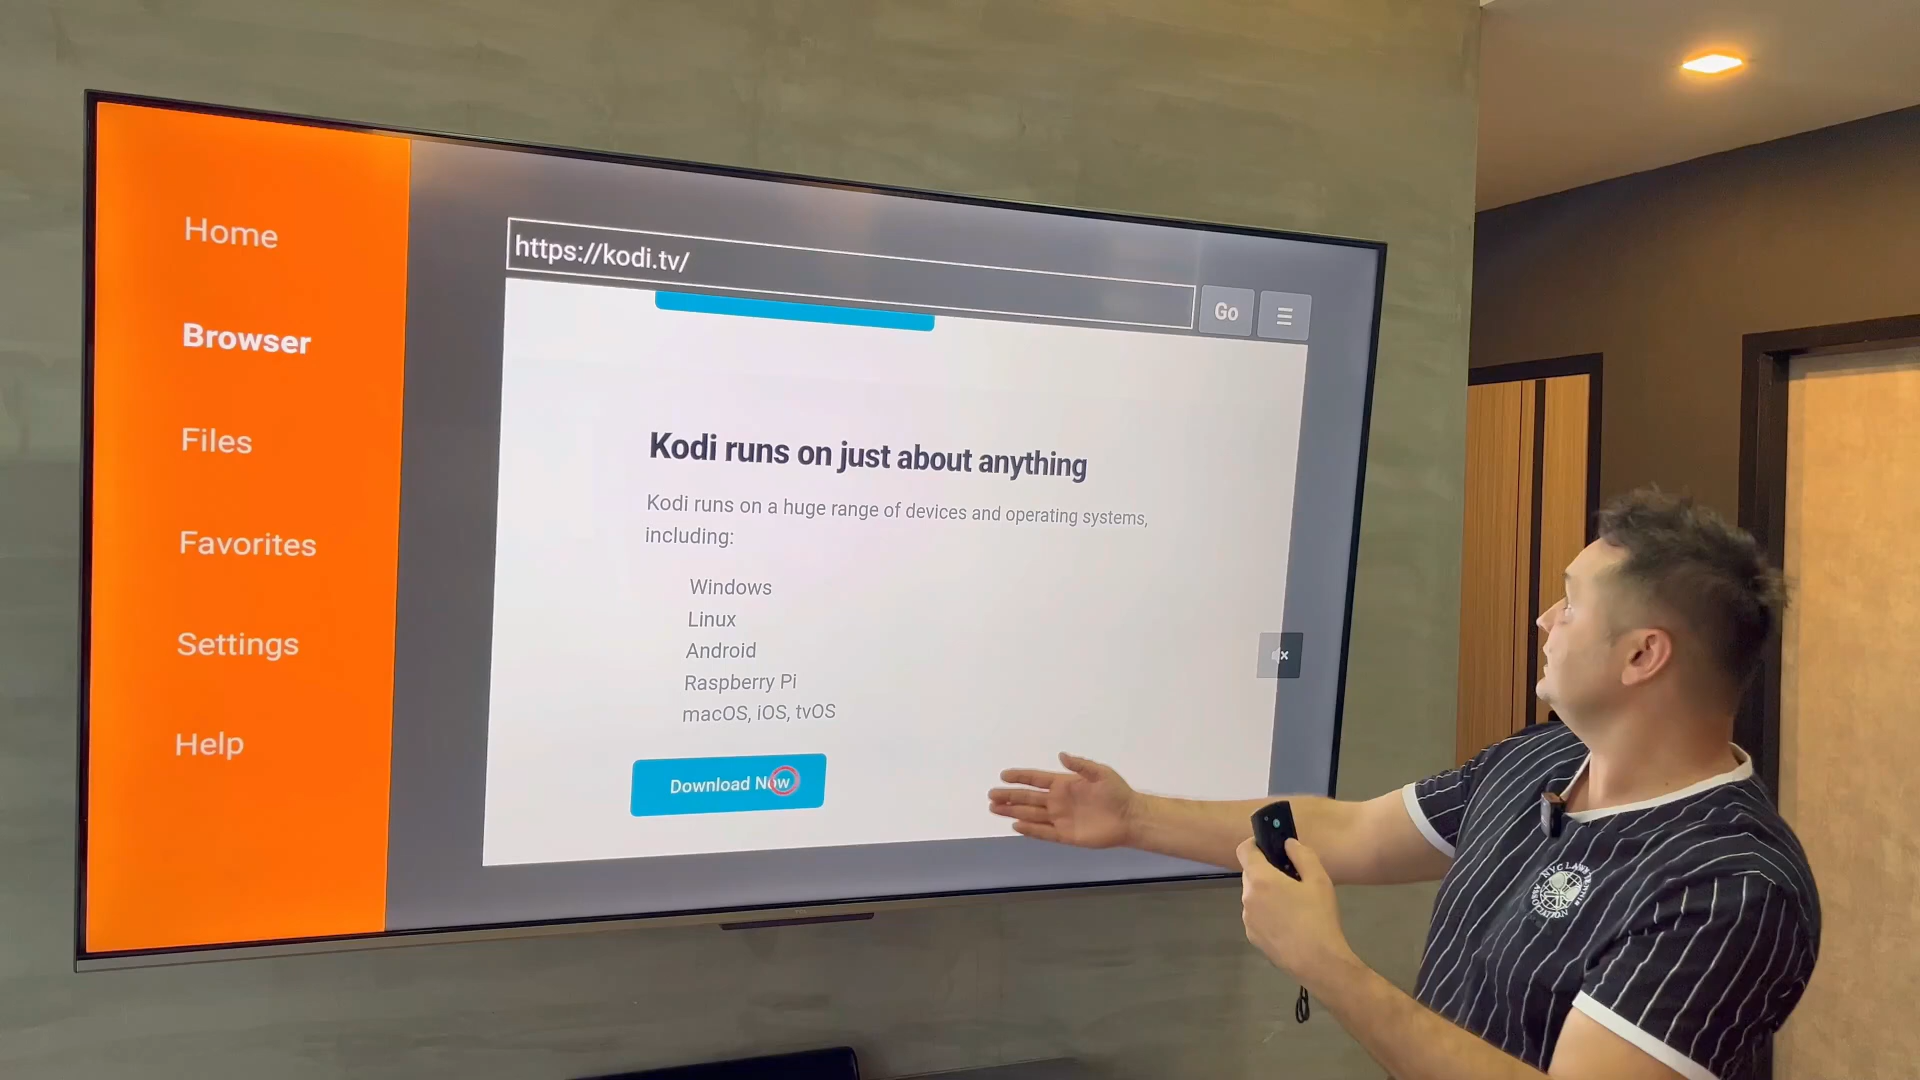 Home
Browser
Files
Favorites
Settings
Help
https://kodi.tv/
Go
Kodi runs on just about anything
Kodi runs on a huge range of devices and operating systems,
including:
Windows
Linux
Android
Raspberry Pi
macOS, iOS, tvOS
Download Now